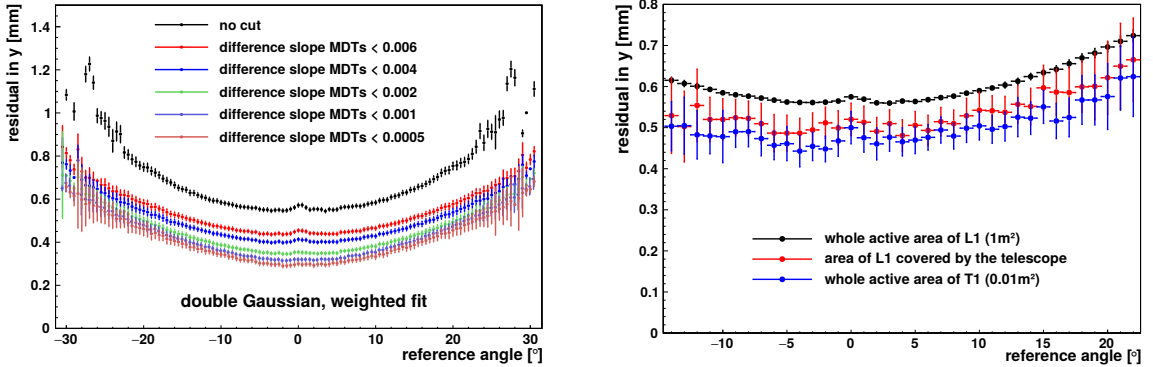 residual in y [mm]
1.4
1.2
1
0.8
0.6
0.4
0.2
0
no cut
difference slope MDTs < 0.006
difference slope MDTs < 0.004
difference slope MDTs < 0.002
difference slope MDTs < 0.001
difference slope MDTs < 0.0005
double Gaussian, weighted fit
−30 −20 −10 0 10 20 30
reference angle [°]
residual in y [mm]
0.8
0.7
0.6
0.5
0.4
0.3
0.2
0.1
0
whole active area of L1 (1m²)
area of L1 covered by the telescope
whole active area of T1 (0.01m²)
−10 −5 0 5 10 15 20
reference angle [°]